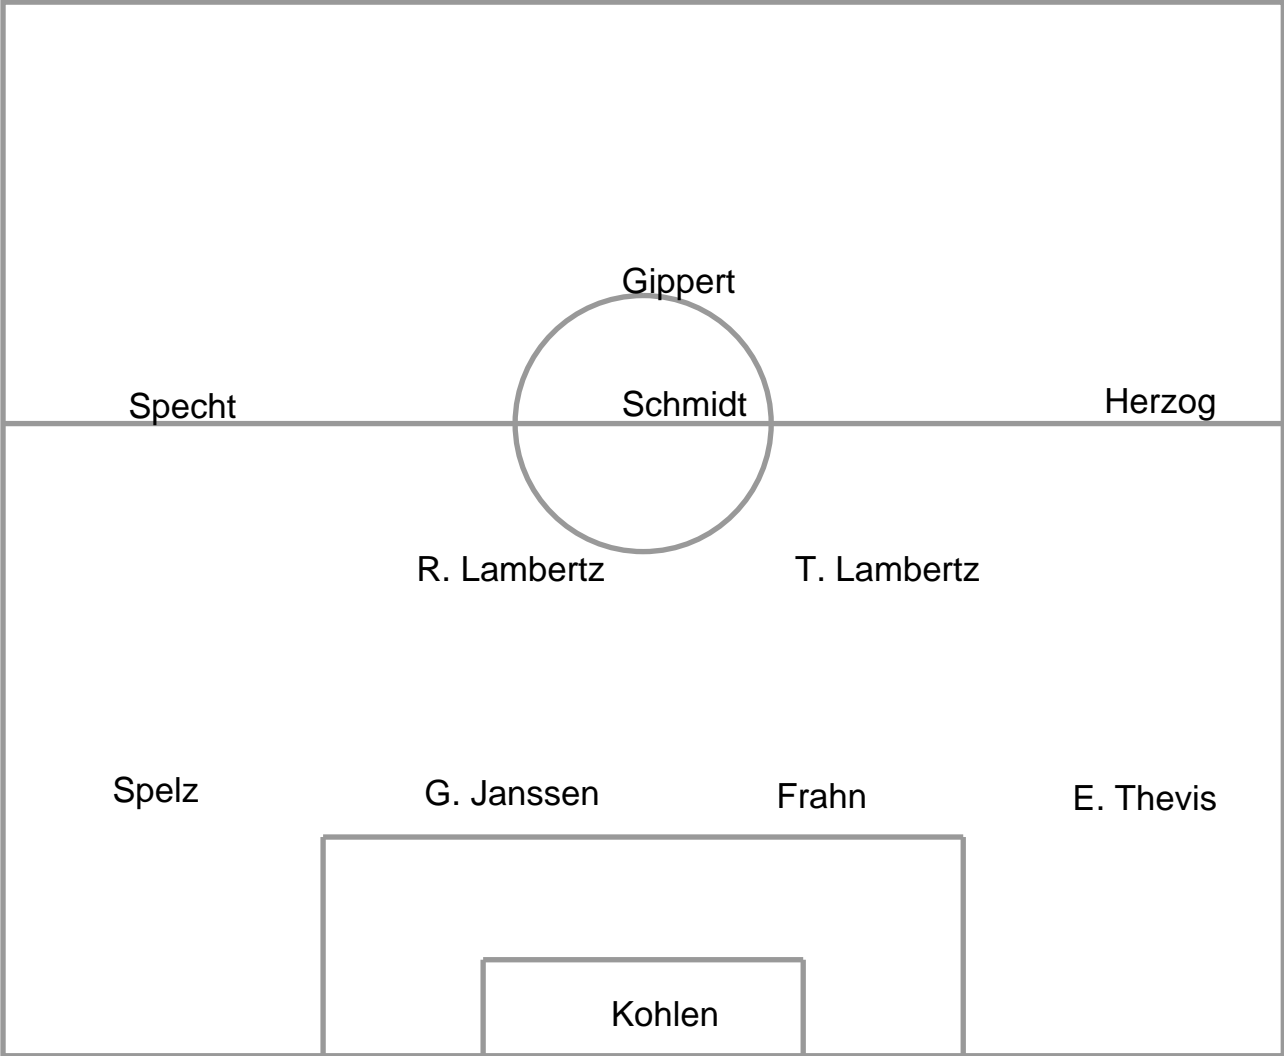 Gippert
Specht Schmidt Herzog
R. Lambertz T. Lambertz
Spelz G. Janssen Frahn E. Thevis
Kohlen